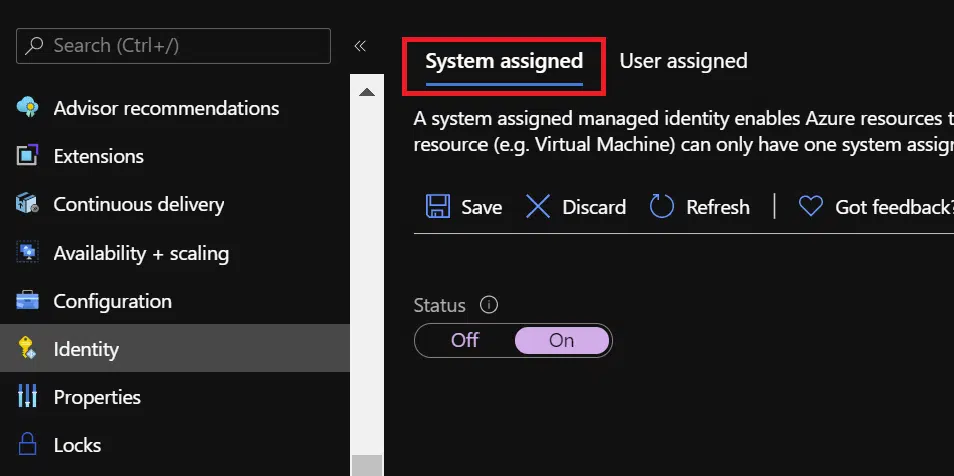 Search (Ctrl+/)
Advisor recommendations
Extensions
Continuous delivery
Availability + scaling
Configuration
Identity
Properties
Locks
System assigned
User assigned
A system assigned managed identity enables Azure resources
resource (e.g. Virtual Machine) can only have one system
Save
Discard
Refresh
Got feedback?
Status
Off
On